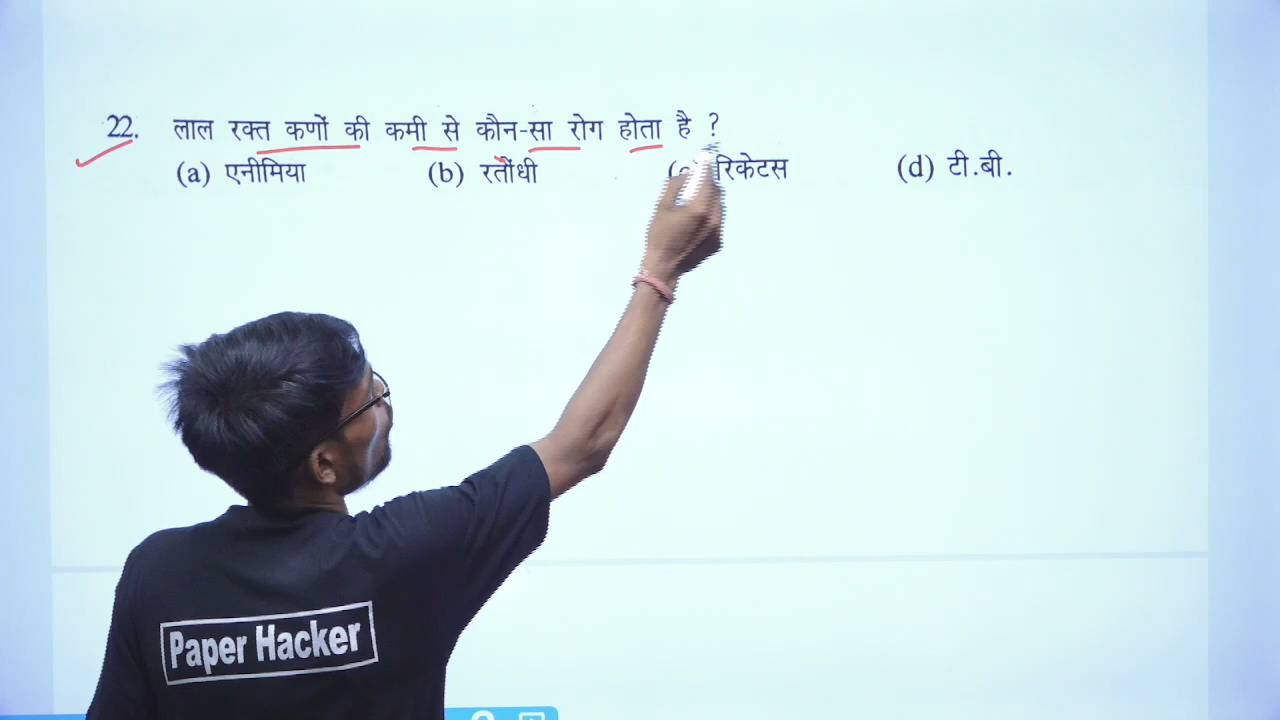 22. लाल रक्त कणों की कमी से कौन-सा रोग होता है ?
(a) एनीमिया (b) रतौंधी रिकेटस (d) टी.बी.
Paper Hacker